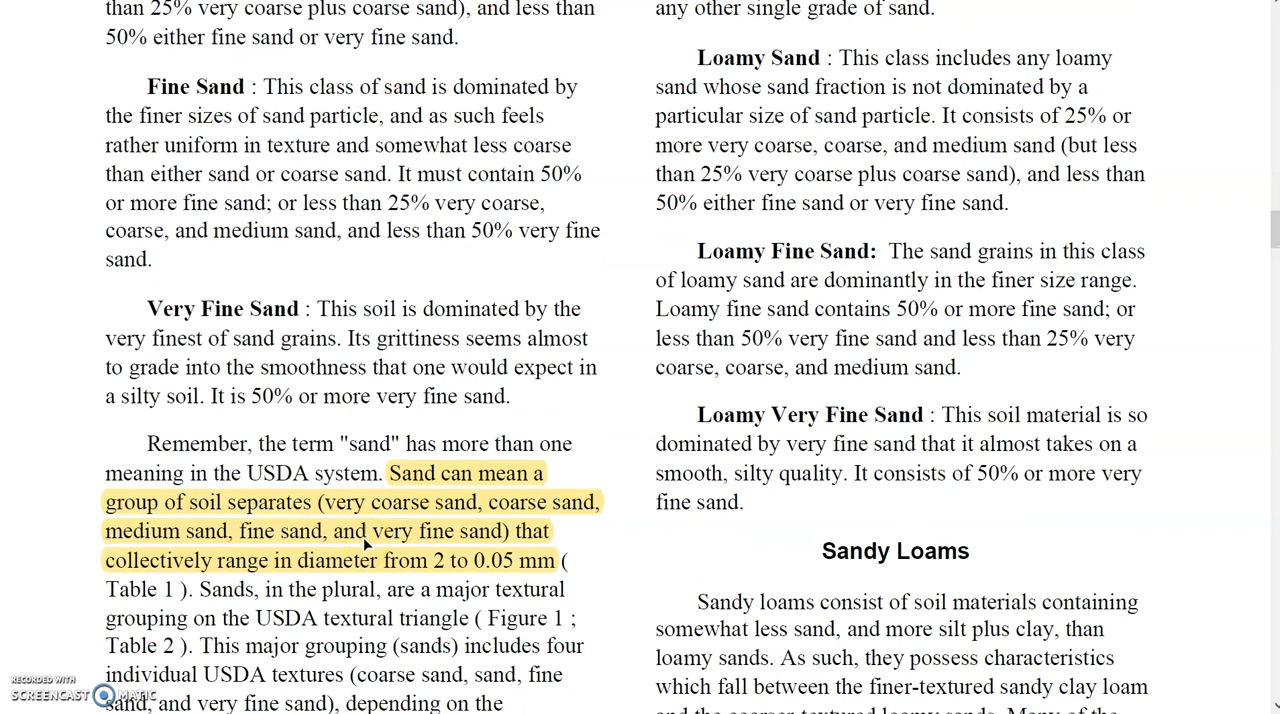 than 25% very coarse plus coarse sand), and less than
50% either fine sand or very fine sand.
Fine Sand : This class of sand is dominated by
the finer sizes of sand particle, and as such feels
rather uniform in texture and somewhat less coarse
than either sand or coarse sand. It must contain 50%
or more fine sand; or less than 25% very coarse,
coarse, and medium sand, and less than 50% very fine
sand.
Very Fine Sand : This soil is dominated by the
very finest of sand grains. Its grittiness seems almost
to grade into the smoothness that one would expect in
a silty soil. It is 50% or more very fine sand.
Remember, the term "sand" has more than one
meaning in the USDA system. Sand can mean a
group of soil separates (very coarse sand, coarse sand,
medium sand, fine sand, and very fine sand) that
collectively range in diameter from 2 to 0.05 mm (
Table 1 ). Sands, in the plural, are a major textural
grouping on the USDA textural triangle ( Figure 1 ;
Table 2 ). This major grouping (sands) includes four
individual USDA textures (coarse sand, sand, fine
sand, and very fine sand), depending on the
any other single grade of sand.
Loamy Sand : This class includes any loamy
sand whose sand fraction is not dominated by a
particular size of sand particle. It consists of 25% or
more very coarse, coarse, and medium sand (but less
than 25% very coarse plus coarse sand), and less than
50% either fine sand or very fine sand.
Loamy Fine Sand: The sand grains in this class
of loamy sand are dominantly in the finer size range.
Loamy fine sand contains 50% or more fine sand; or
less than 50% very fine sand and less than 25% very
coarse, coarse, and medium sand.
Loamy Very Fine Sand : This soil material is so
dominated by very fine sand that it almost takes on a
smooth, silty quality. It consists of 50% or more very
fine sand.
Sandy Loams
Sandy loams consist of soil materials containing
somewhat less sand, and more silt plus clay, than
loamy sands. As such, they possess characteristics
which fall between the finer-textured sandy clay loam
and the coarser-textured loamy sands. Many of the
RECORDED WITH
SCREENCAST MATIC